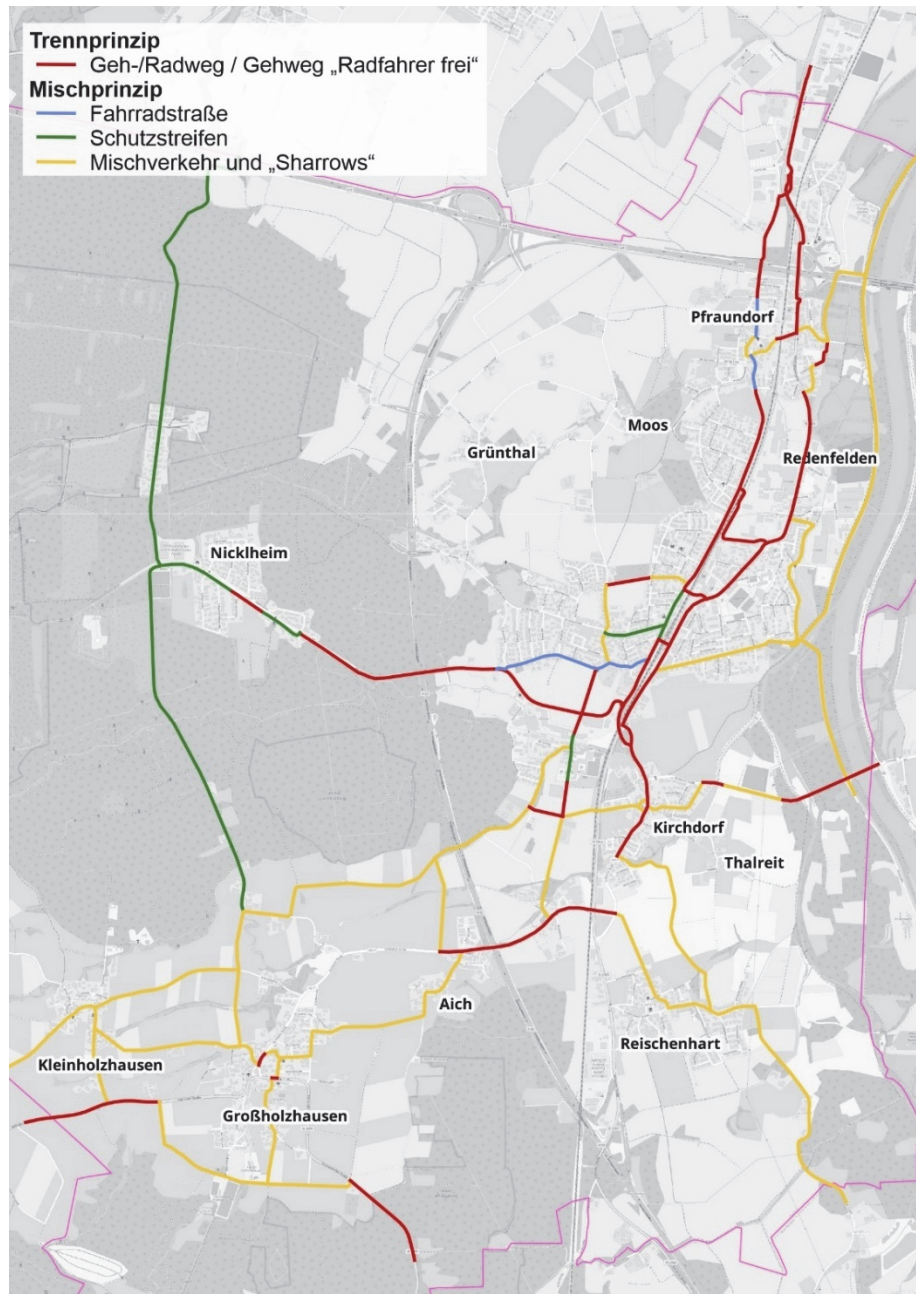 Trennprinzip
Geh-/Radweg / Gehweg „Radfahrer frei“
Mischprinzip
Fahrradstraße
Schutzstreifen
Mischverkehr und „Sharrows“
Pfraundorf
Moos
Grünthal
Redenfelden
Nicklheim
Kirchdorf
Thalreit
Aich
Reischenhart
Kleinholzhausen
Großholzhausen